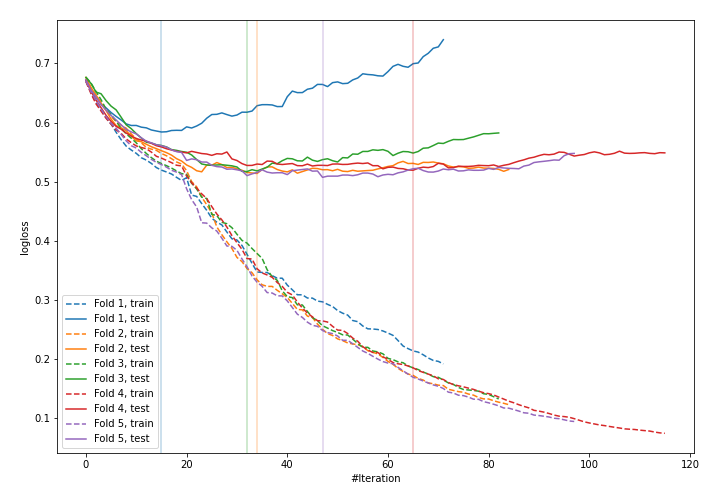 0.7
0.6
0.5
0.4
0.3
0.2
0.1
logloss
Fold 1, train
Fold 1, test
Fold 2, train
Fold 2, test
Fold 3, train
Fold 3, test
Fold 4, train
Fold 4, test
Fold 5, train
Fold 5, test
0 20 40 60 80 100 120
#Iteration